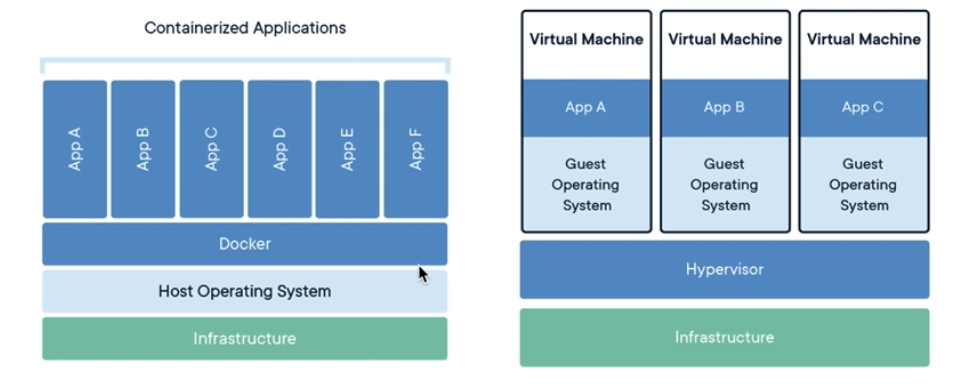 Containerized Applications
App A
App B
App C
App D
App E
App F
Docker
Host Operating System
Infrastructure
Virtual Machine
App A
Guest
Operating
System
Virtual Machine
App B
Guest
Operating
System
Virtual Machine
App C
Guest
Operating
System
Hypervisor
Infrastructure